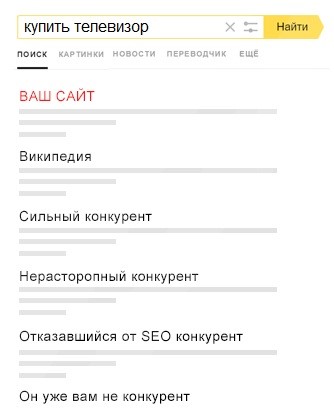 купить телевизор
Найти
ПОИСК КАРТИНКИ НОВОСТИ ПЕРЕВОДЧИК ЕЩЁ
ВАШ САЙТ
Википедия
Сильный конкурент
Нерасторопный конкурент
Отказавшийся от SEO конкурент
Он уже вам не конкурент